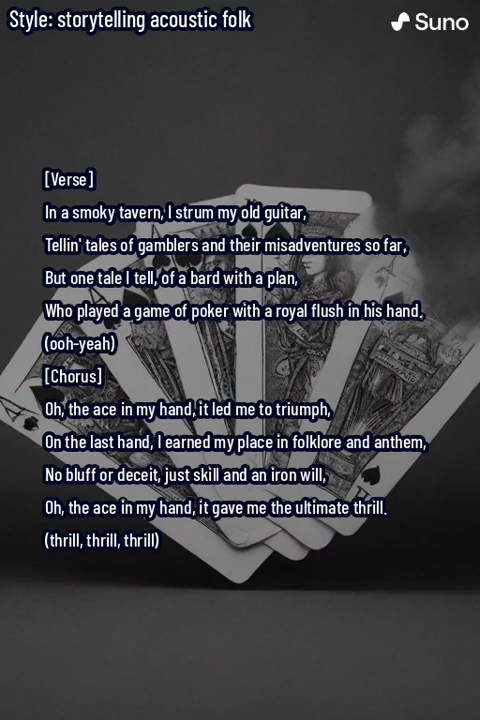 Style: storytelling acoustic folk
Suno
[Verse]
In a smoky tavern, I strum my old guitar,
Tellin' tales of gamblers and their misadventures so far,
But one tale I tell, of a bard with a plan,
Who played a game of poker with a royal flush in his hand.
(ooh-yeah)
[Chorus]
Oh, the ace in my hand, it led me to triumph,
On the last hand, I earned my place in folklore and anthem,
No bluff or deceit, just skill and an iron will,
Oh, the ace in my hand, it gave me the ultimate thrill.
(thrill, thrill, thrill)
A
A